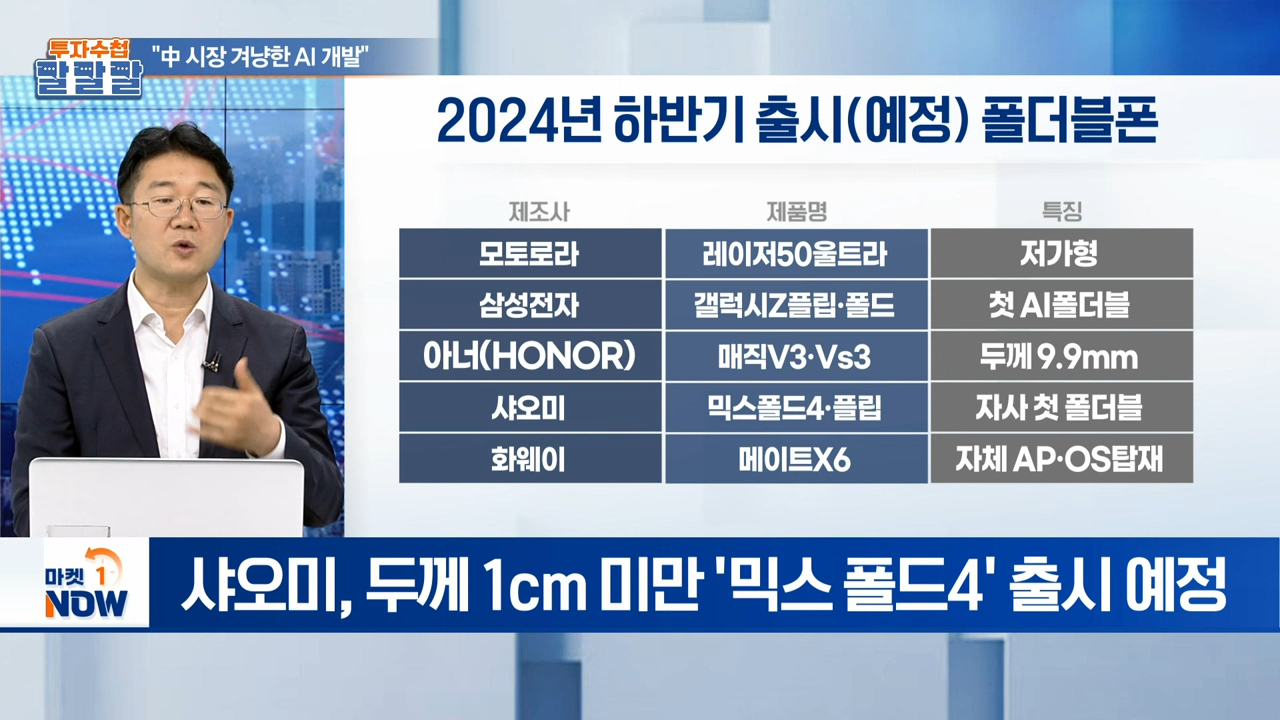 투자수첩
팔팔팔
"中 시장 겨냥한 AI 개발"
2024년 하반기 출시(예정) 폴더블폰
제조사 제품명 특징
모토로라 레이저50울트라 저가형
삼성전자 갤럭시Z플립·폴드 첫 AI폴더블
아너(HONOR) 매직V3·Vs3 두께 9.9mm
샤오미 믹스폴드4·플립 자사 첫 폴더블
화웨이 메이트X6 자체 AP·OS탑재
마켓 1
NOW
샤오미, 두께 1cm 미만 '믹스 폴드4' 출시 예정